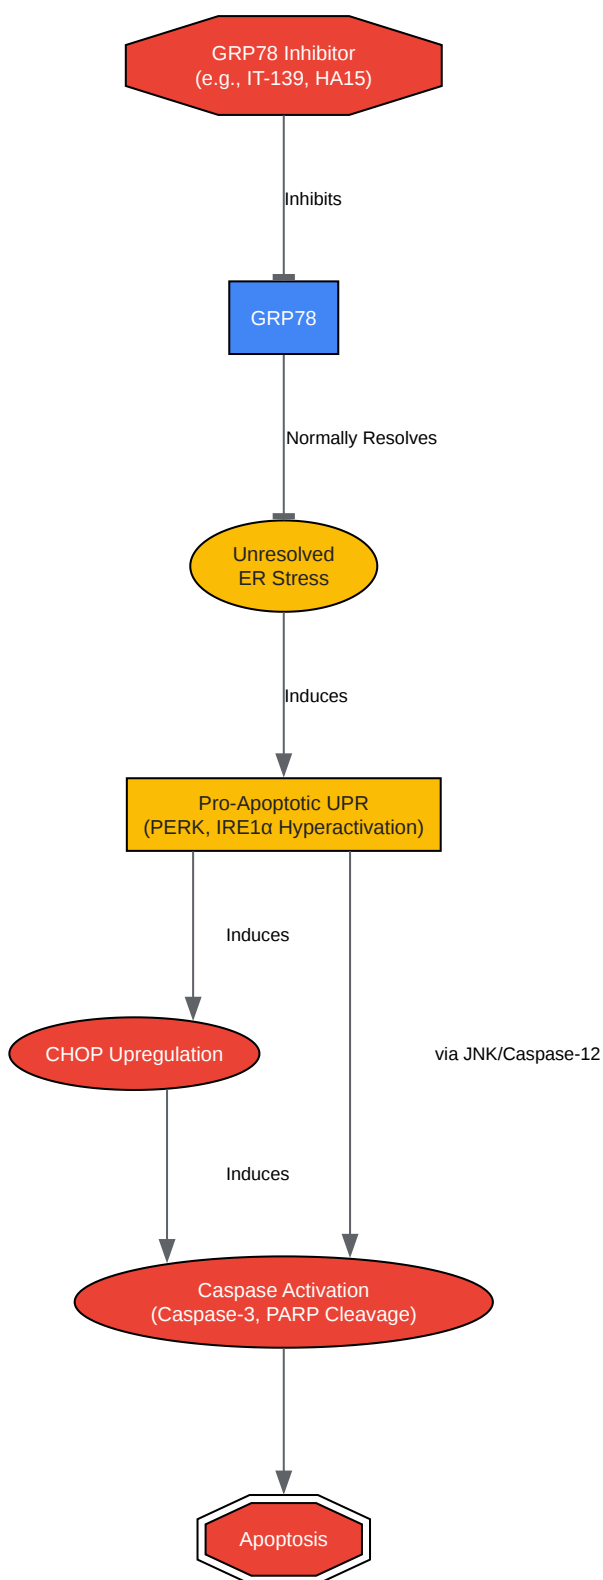 GRP78 Inhibitor
(e.g., IT-139, HA15)
Inhibits
GRP78
Normally Resolves
Unresolved
ER Stress
Induces
Pro-Apoptotic UPR
(PERK, IRE1α Hyperactivation)
Induces
CHOP Upregulation
via JNK/Caspase-12
Induces
Caspase Activation
(Caspase-3, PARP Cleavage)
Apoptosis